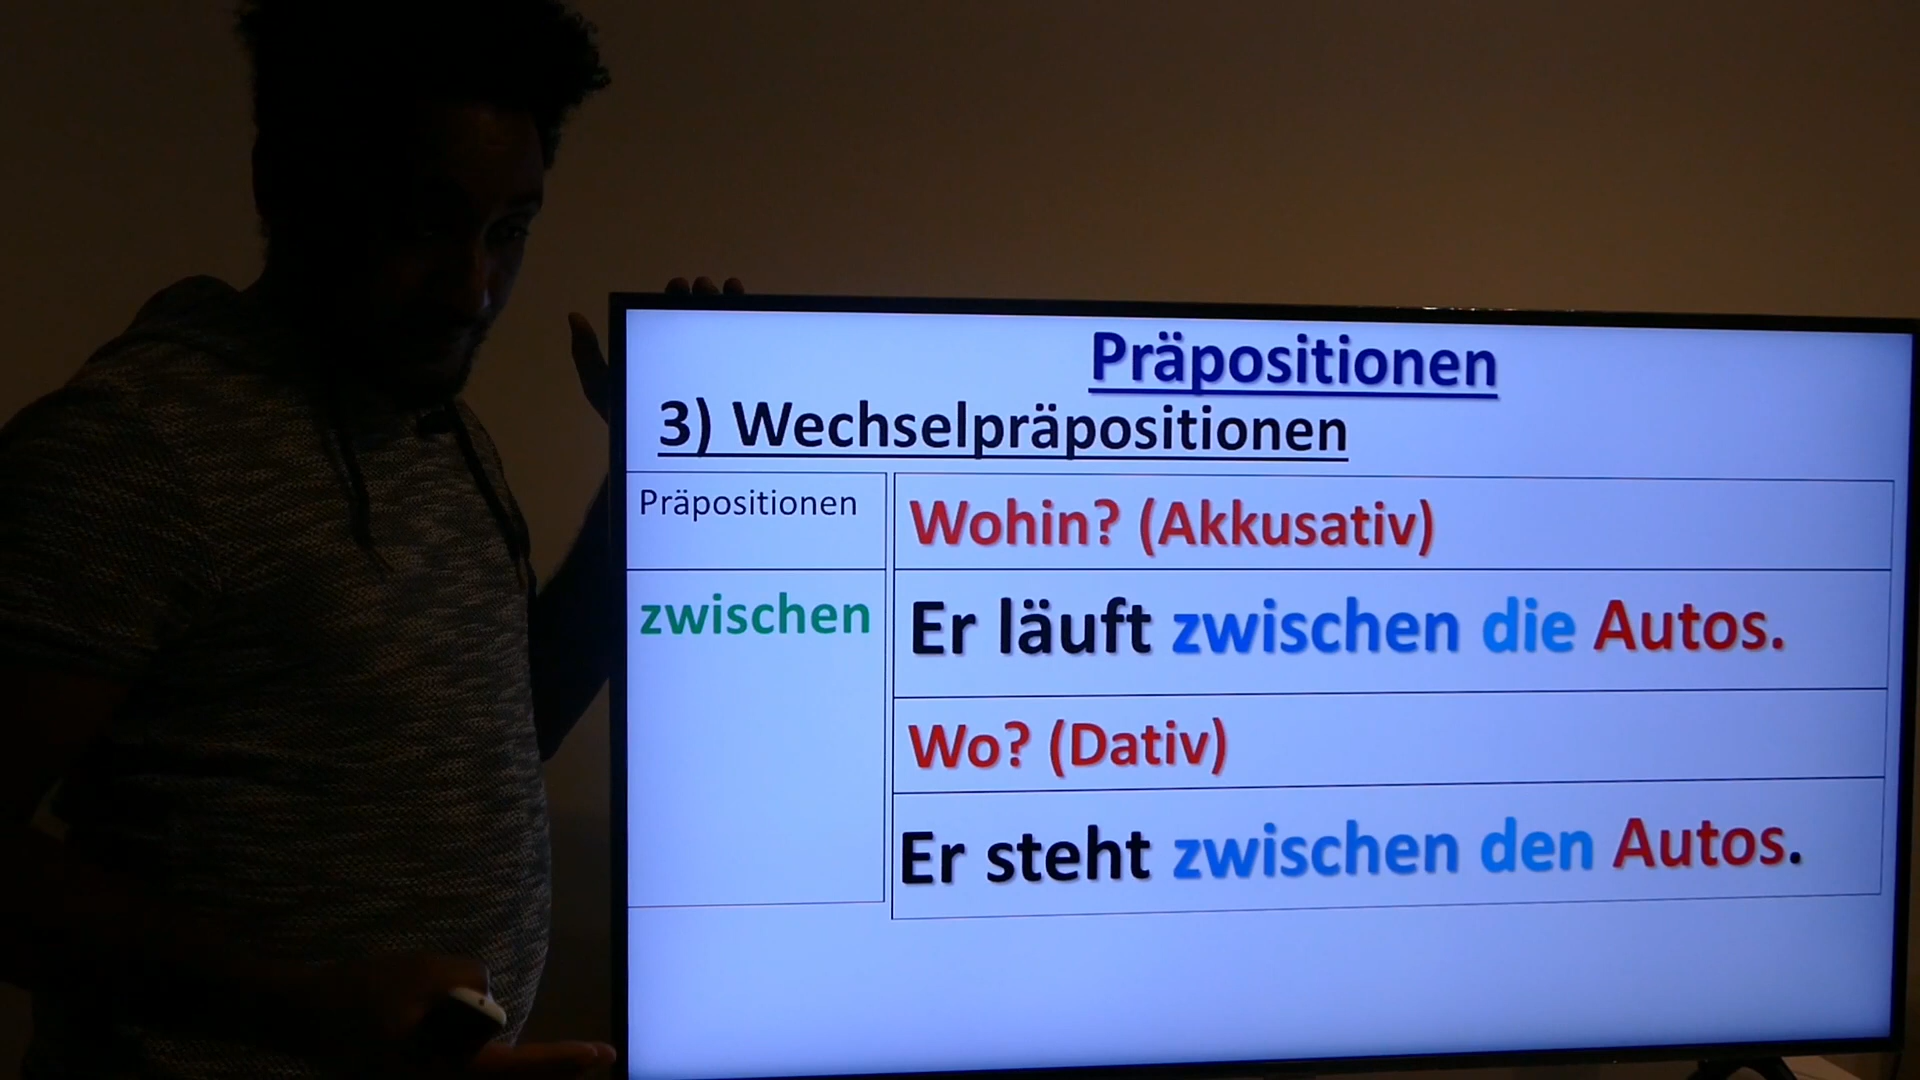 Präpositionen
3) Wechselpräpositionen
Präpositionen
Wohin? (Akkusativ)
zwischen
Er läuft zwischen die Autos.
Wo? (Dativ)
Er steht zwischen den Autos.